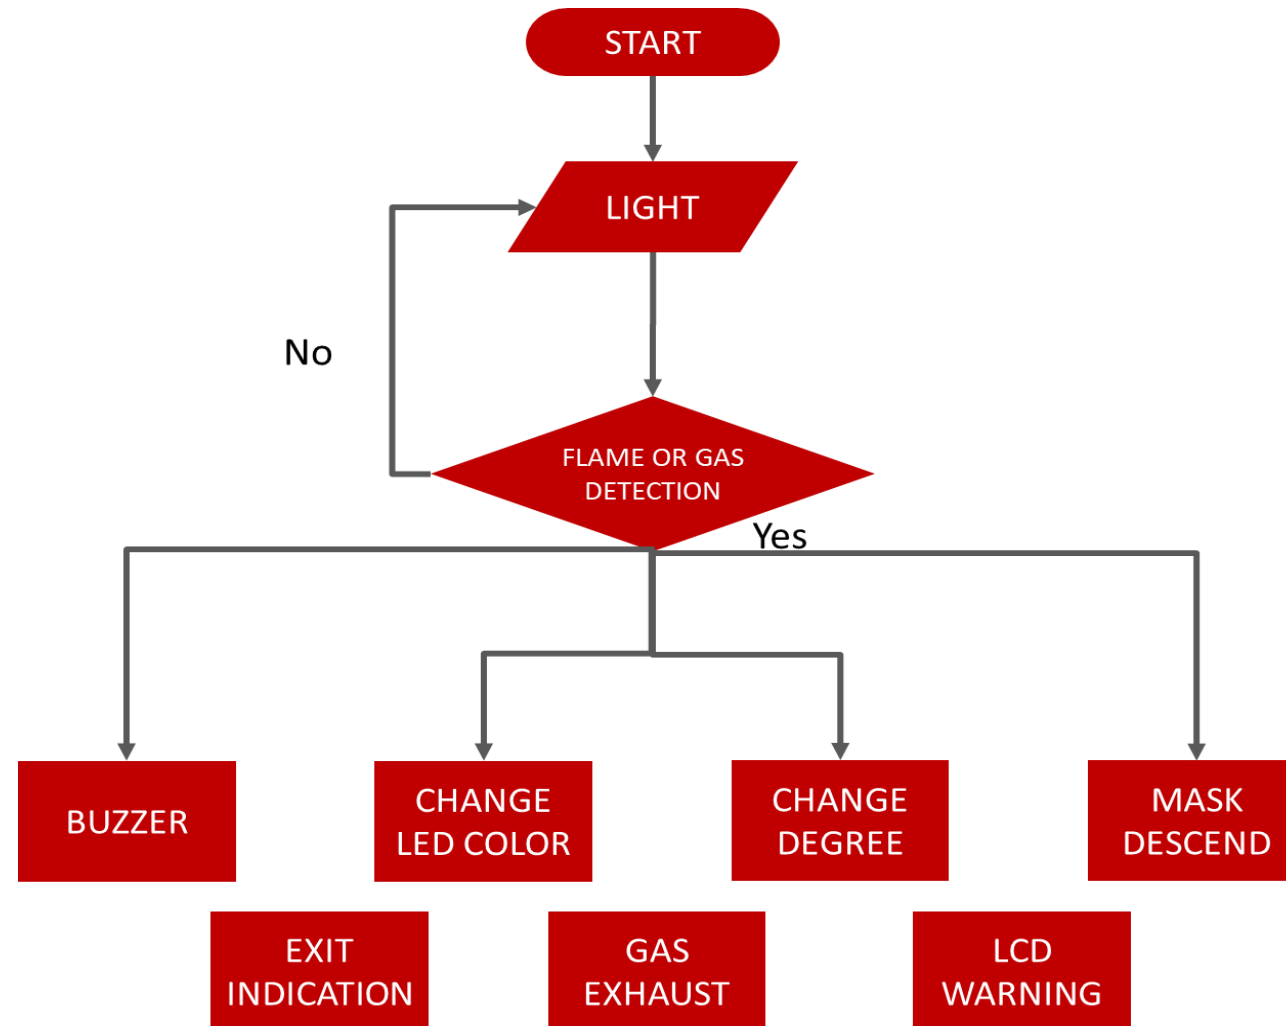 START
LIGHT
No
FLAME OR GAS
DETECTION
Yes
BUZZER
CHANGE
LED COLOR
CHANGE
DEGREE
MASK
DESCEND
EXIT
INDICATION
GAS
EXHAUST
LCD
WARNING